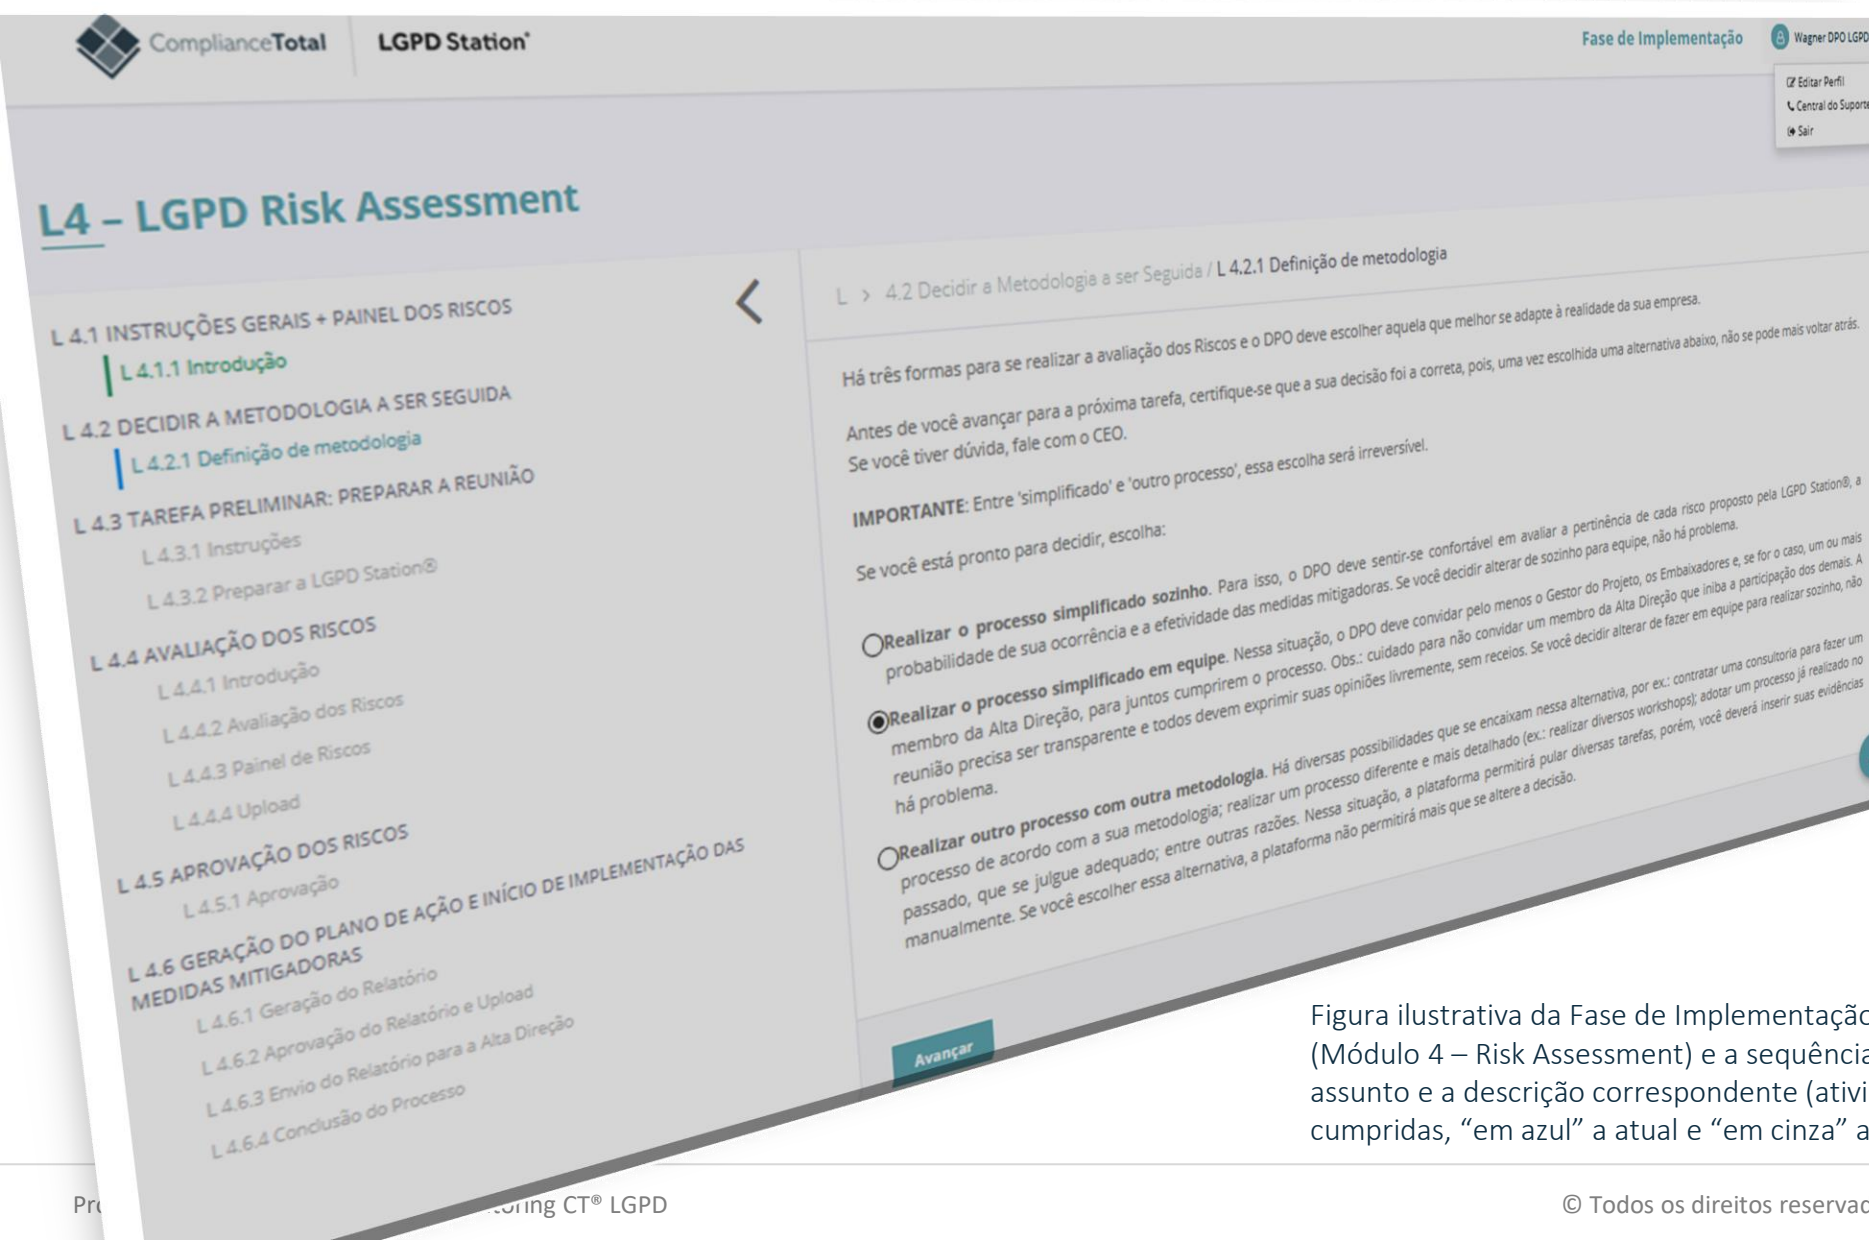 ComplianceTotal
LGPD Station®
Fase de Implementação
Wagner DPO LGPD
Editar Perfil
Central do Suporte
Sair
L4 – LGPD Risk Assessment
L 4.1 INSTRUÇÕES GERAIS + PAINEL DOS RISCOS
L 4.1.1 Introdução
L 4.2 DECIDIR A METODOLOGIA A SER SEGUIDA
L 4.2.1 Definição de metodologia
L 4.3 TAREFA PRELIMINAR: PREPARAR A REUNIÃO
L 4.3.1 Instruções
L 4.3.2 Preparar a LGPD Station®
L 4.4 AVALIAÇÃO DOS RISCOS
L 4.4.1 Introdução
L 4.4.2 Avaliação dos Riscos
L 4.4.3 Painel de Riscos
L 4.4.4 Upload
L 4.5 APROVAÇÃO DOS RISCOS
L 4.5.1 Aprovação
L 4.6 GERAÇÃO DO PLANO DE AÇÃO E INÍCIO DE IMPLEMENTAÇÃO DAS
MEDIDAS MITIGADORAS
L 4.6.1 Geração do Relatório
L 4.6.2 Aprovação do Relatório e Upload
L 4.6.3 Envio do Relatório para a Alta Direção
L 4.6.4 Conclusão do Processo
L > 4.2 Decidir a Metodologia a ser Seguida / L 4.2.1 Definição de metodologia
Há três formas para se realizar a avaliação dos Riscos e o DPO deve escolher aquela que melhor se adapte à realidade da sua empresa.
Antes de você avançar para a próxima tarefa, certifique-se que a sua decisão foi a correta, pois, uma vez escolhida uma alternativa abaixo, não se pode mais voltar atrás.
Se você tiver dúvida, fale com o CEO.
IMPORTANTE: Entre 'simplificado' e 'outro processo', essa escolha será irreversível.
Se você está pronto para decidir, escolha:
Realizar o processo simplificado sozinho. Para isso, o DPO deve sentir-se confortável em avaliar a pertinência de cada risco proposto pela LGPD Station®, a
probabilidade de sua ocorrência e a efetividade das medidas mitigadoras. Se você decidir alterar de sozinho para equipe, não há problema.
Realizar o processo simplificado em equipe. Nessa situação, o DPO deve convidar pelo menos o Gestor do Projeto, os Embaixadores e, se for o caso, um ou mais
membro da Alta Direção, para juntos cumprirem o processo. Obs.: cuidado para não convidar um membro da Alta Direção que iniba a participação dos demais. A
reunião precisa ser transparente e todos devem exprimir suas opiniões livremente, sem receios. Se você decidir alterar de fazer em equipe para realizar sozinho, não
há problema.
Realizar outro processo com outra metodologia. Há diversas possibilidades que se encaixam nessa alternativa, por ex.: contratar uma consultoria para fazer um
processo de acordo com a sua metodologia; realizar um processo diferente e mais detalhado (ex.: realizar diversos workshops); adotar um processo já realizado no
passado, que se julgue adequado; entre outras razões. Nessa situação, a plataforma permitirá pular diversas tarefas, porém, você deverá inserir suas evidências
manualmente. Se você escolher essa alternativa, a plataforma não permitirá mais que se altere a decisão.
Avançar
Figura ilustrativa da Fase de Implementação
(Módulo 4 – Risk Assessment) e a sequência
assunto e a descrição correspondente (ativi
cumpridas, “em azul” a atual e “em cinza” a
CT® LGPD
© Todos os direitos reservad